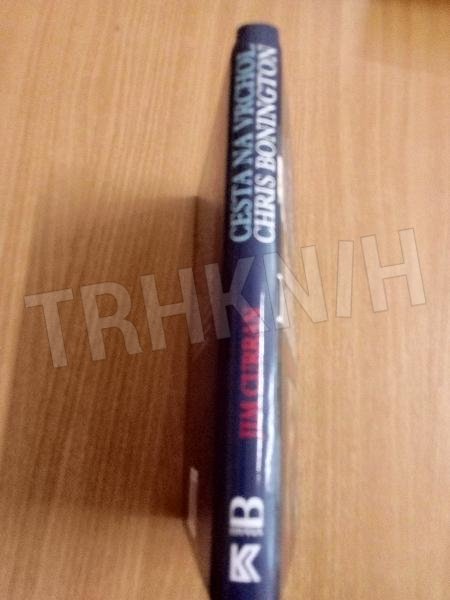 CESTA NA VRCHOL
CHRIS BONINGTON
JIM CURRAN
B
K
TRHKNIH